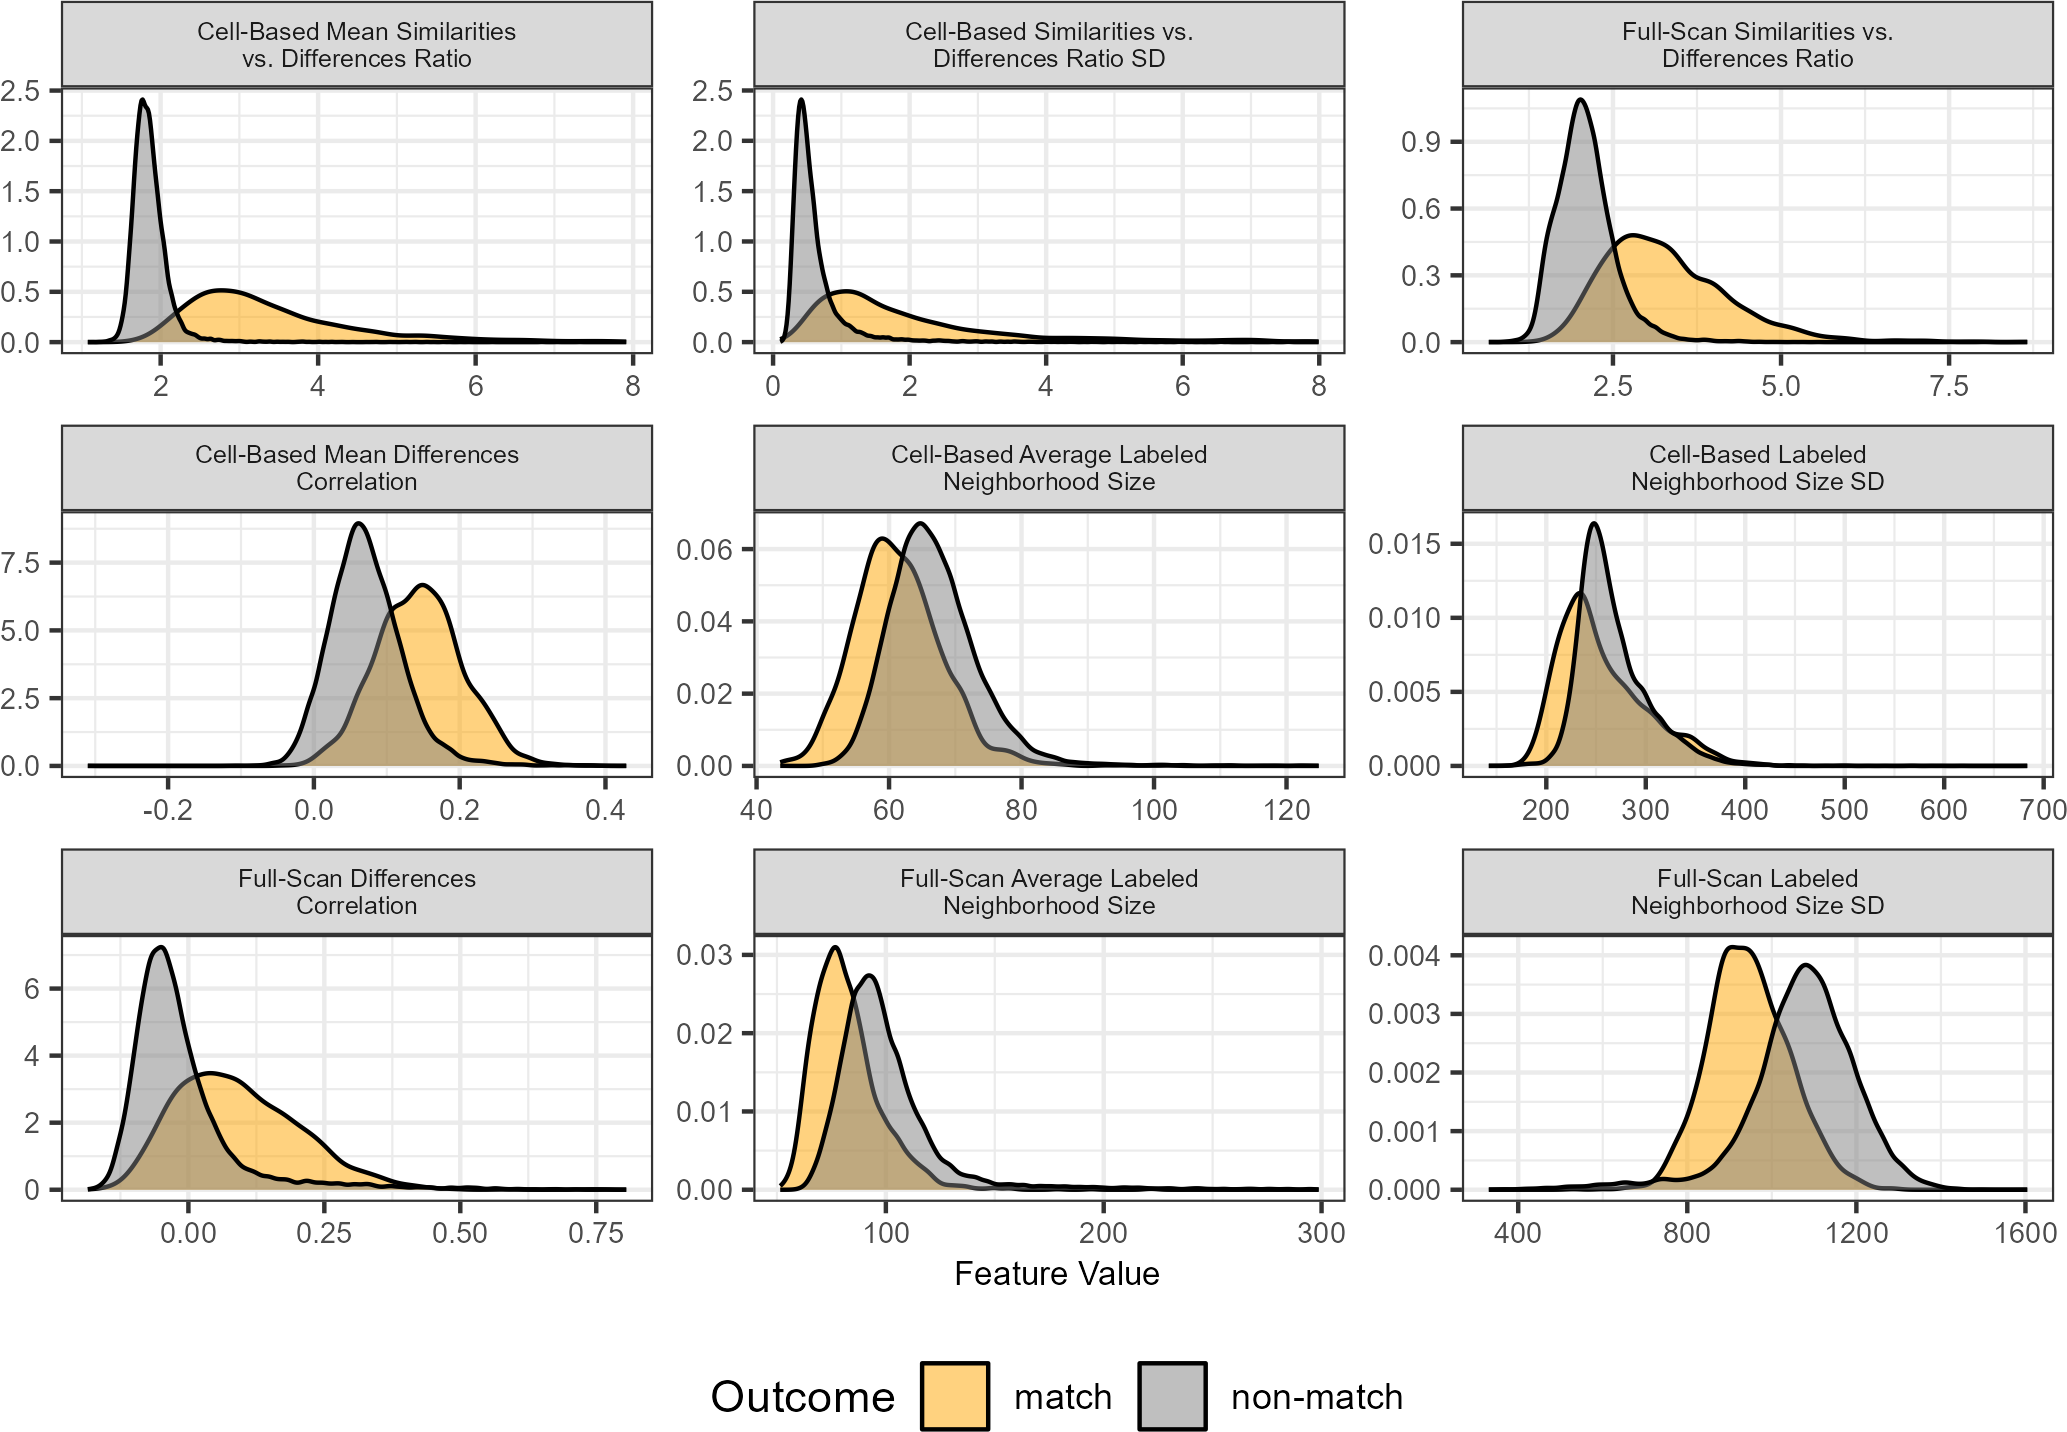 Cell-Based Mean Similarities
vs. Differences Ratio
Cell-Based Similarities vs.
Differences Ratio SD
Full-Scan Similarities vs.
Differences Ratio
2.5
2.0
1.5
1.0
0.5
0.0
2 4 6 8
2.5
2.0
1.5
1.0
0.5
0.0
0 2 4 6 8
0.9
0.6
0.3
0.0
2.5 5.0 7.5
Cell-Based Mean Differences
Correlation
Cell-Based Average Labeled
Neighborhood Size
Cell-Based Labeled
Neighborhood Size SD
7.5
5.0
2.5
0.0
-0.2 0.0 0.2 0.4
0.06
0.04
0.02
0.00
40 60 80 100 120
0.015
0.010
0.005
0.000
200 300 400 500 600 700
Full-Scan Differences
Correlation
Full-Scan Average Labeled
Neighborhood Size
Full-Scan Labeled
Neighborhood Size SD
6
4
2
0
0.00 0.25 0.50 0.75
0.03
0.02
0.01
0.00
100 200 300
0.004
0.003
0.002
0.001
0.000
400 800 1200 1600
Feature Value
Outcome match non-match